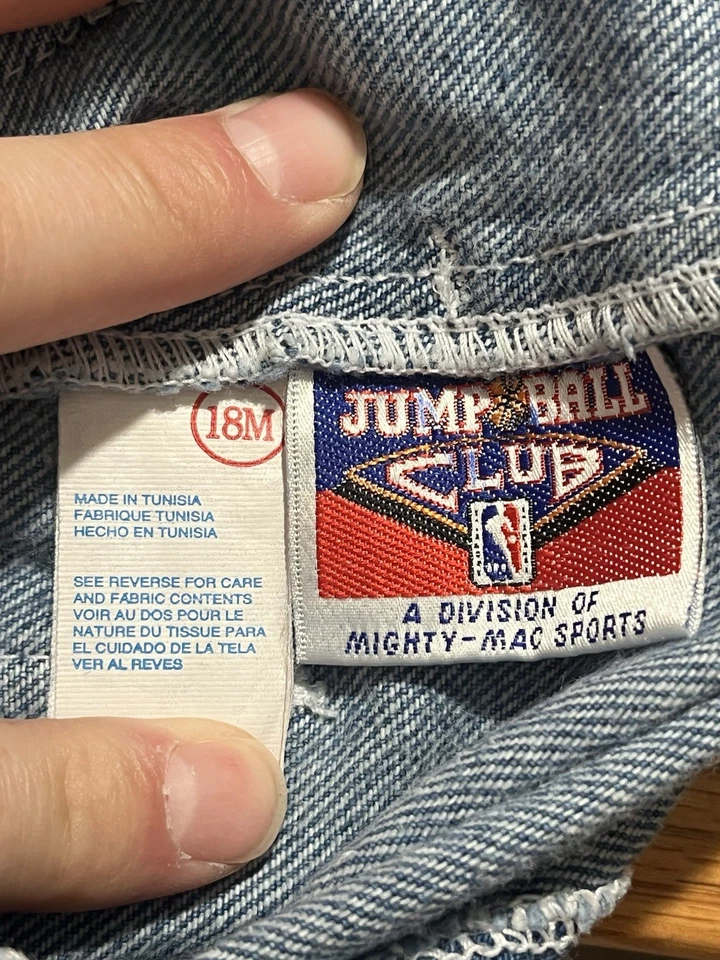 18M
MADE IN TUNISIA
FABRIQUE TUNISIA
HECHO EN TUNISIA
SEE REVERSE FOR CARE
AND FABRIC CONTENTS
VOIR AU DOS POUR LE
NATURE DU TISSUE PARA
EL CUIDADO DE LA TELA
VER AL REVES
JUMP BALL
CLUB
A DIVISION OF
MIGHTY-MAC SPORTS